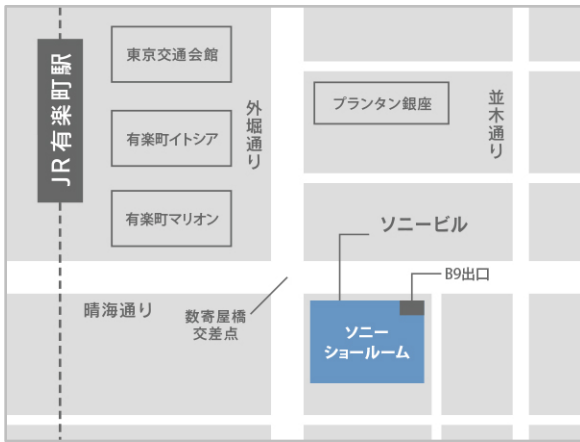 JR有楽町駅
東京交通会館
有楽町イトシア
有楽町マリオン
外堀通り
プランタン銀座
並木通り
ソニービル
B9出口
晴海通り
数寄屋橋
交差点
ソニー
ショールーム